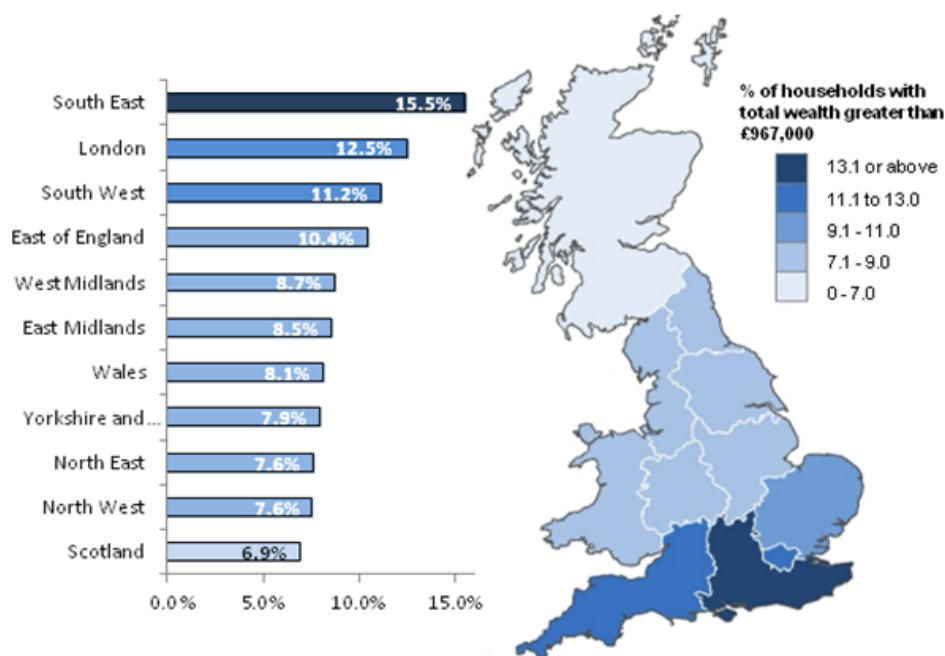 South East 15.5%
London 12.5%
South West 11.2%
East of England 10.4%
West Midlands 8.7%
East Midlands 8.5%
Wales 8.1%
Yorkshire and ... 7.9%
North East 7.6%
North West 7.6%
Scotland 6.9%
0.0% 5.0% 10.0% 15.0%
% of households with
total wealth greater than
£967,000
13.1 or above
11.1 to 13.0
9.1 - 11.0
7.1 - 9.0
0 - 7.0